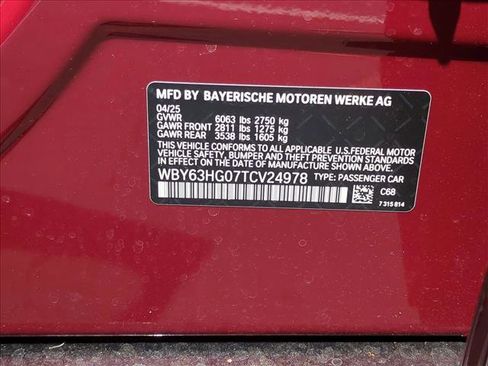 MFD BY BAYERISCHE MOTOREN WERKE AG
04/25
GVWR 6063 lbs 2750 kg
GAWR FRONT 2811 lbs 1275 kg
GAWR REAR 3538 lbs 1605 kg
THIS VEHICLE CONFORMS TO ALL APPLICABLE U.S.FEDERAL MOTOR
VEHICLE SAFETY, BUMPER, AND THEFT PREVENTION STANDARDS
IN EFFECT ON THE DATE OF MANUFACTURE SHOWN ABOVE.
WBY63HG07TCV24978 TYPE: PASSENGER CAR
C68
7 315 814